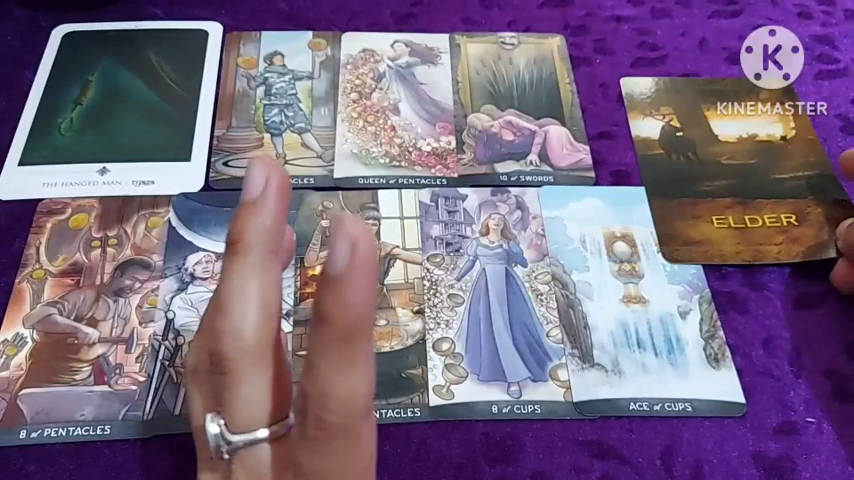 K
KINEMASTER
THE HANGED MAN
QUEEN of PENTACLES
10 of SWORDS
ELDER
8 of PENTACLES
PENTACLES
8 of CUPS
ACE of CUPS